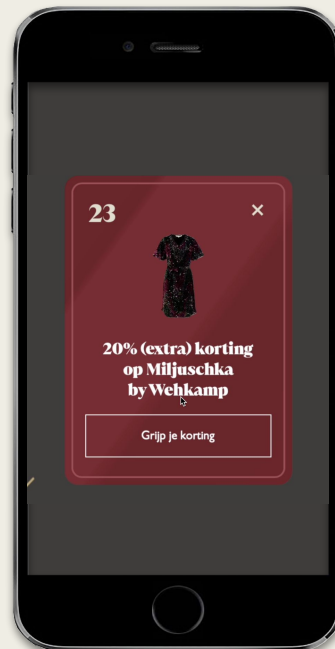 23
20% (extra) korting
op Miljuschka
by Wehkamp
Grijp je korting